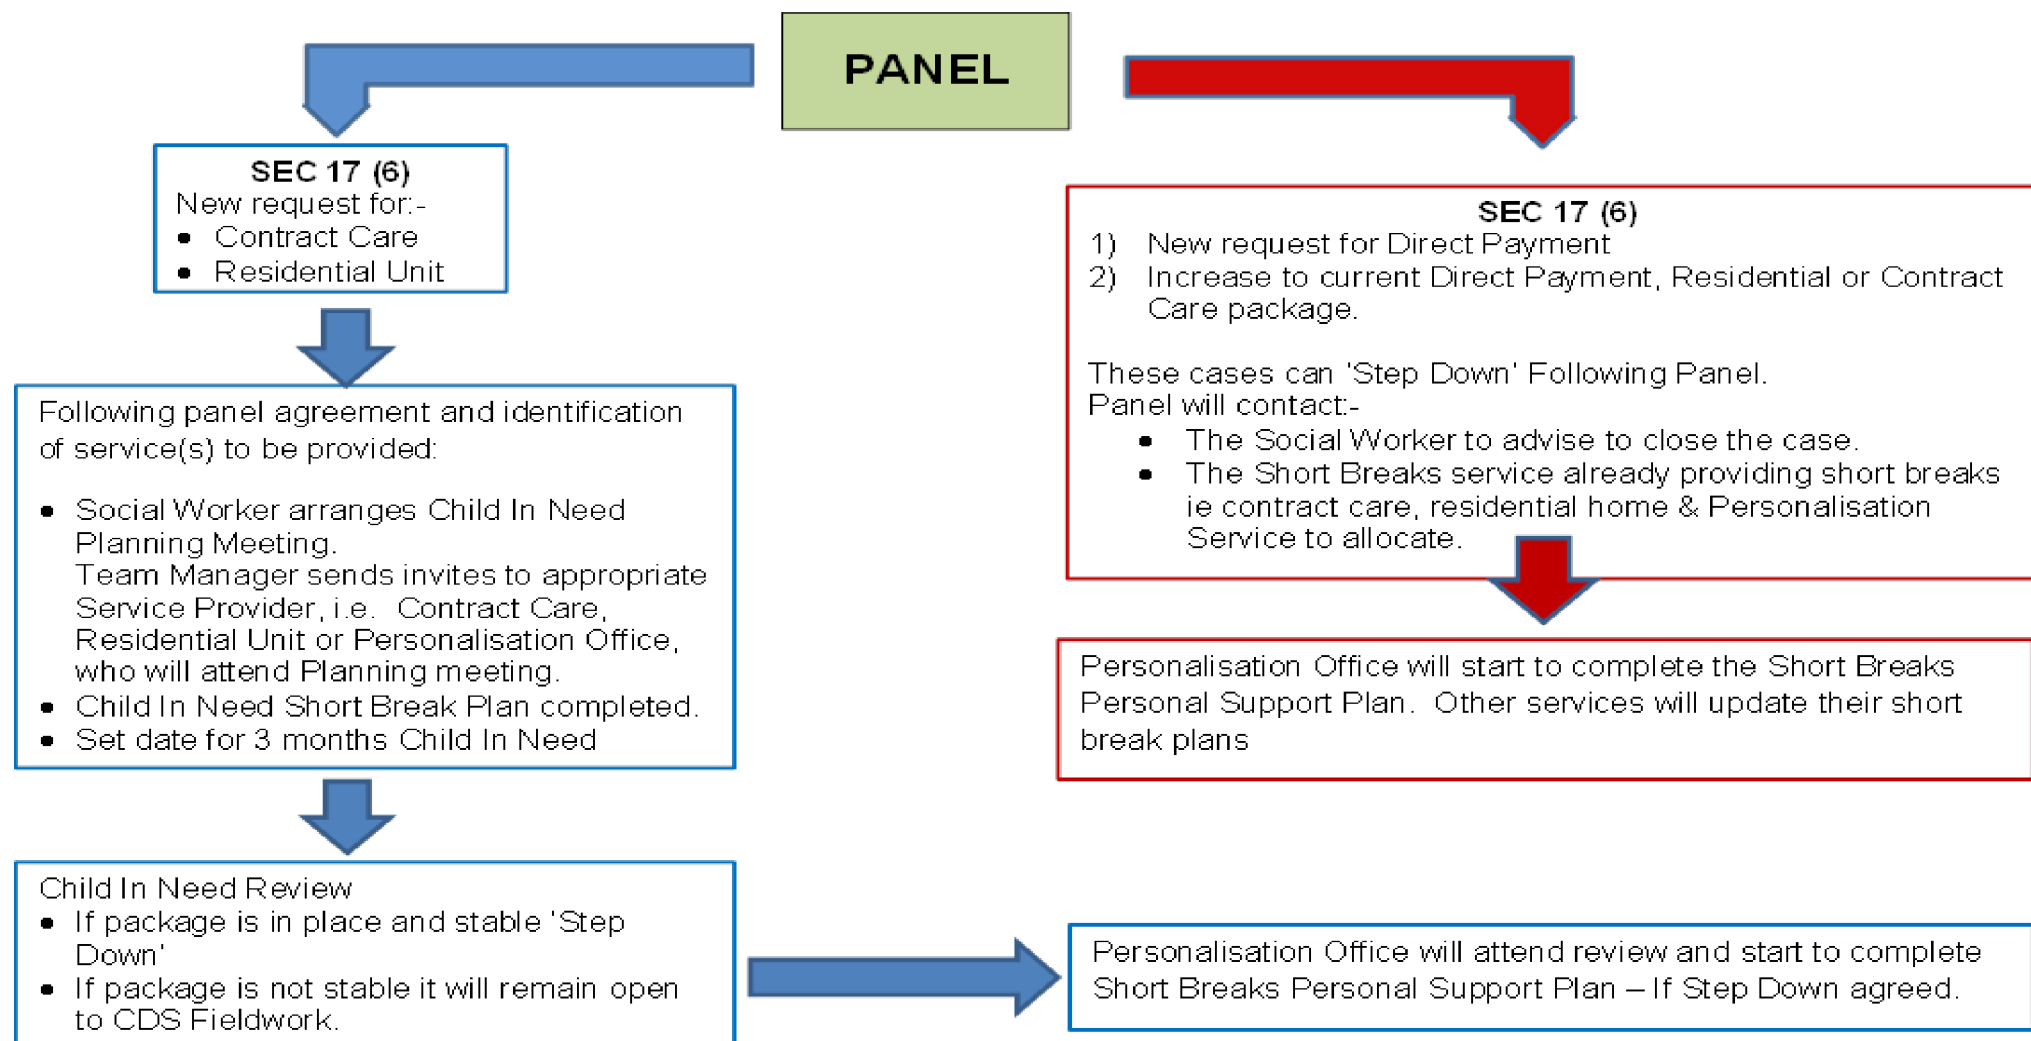 PANEL
SEC 17 (6)
New request for:-
• Contract Care
• Residential Unit
Following panel agreement and identification
of service(s) to be provided:
• Social Worker arranges Child In Need
Planning Meeting.
Team Manager sends invites to appropriate
Service Provider, i.e. Contract Care,
Residential Unit or Personalisation Office,
who will attend Planning meeting.
• Child In Need Short Break Plan completed.
• Set date for 3 months Child In Need
Child In Need Review
• If package is in place and stable 'Step
Down'
• If package is not stable it will remain open
to CDS Fieldwork.
SEC 17 (6)
1) New request for Direct Payment
2) Increase to current Direct Payment, Residential or Contract
Care package.
These cases can 'Step Down' Following Panel.
Panel will contact:-
• The Social Worker to advise to close the case.
• The Short Breaks service already providing short breaks
ie contract care, residential home & Personalisation
Service to allocate.
Personalisation Office will start to complete the Short Breaks
Personal Support Plan. Other services will update their short
break plans
Personalisation Office will attend review and start to complete
Short Breaks Personal Support Plan – If Step Down agreed.